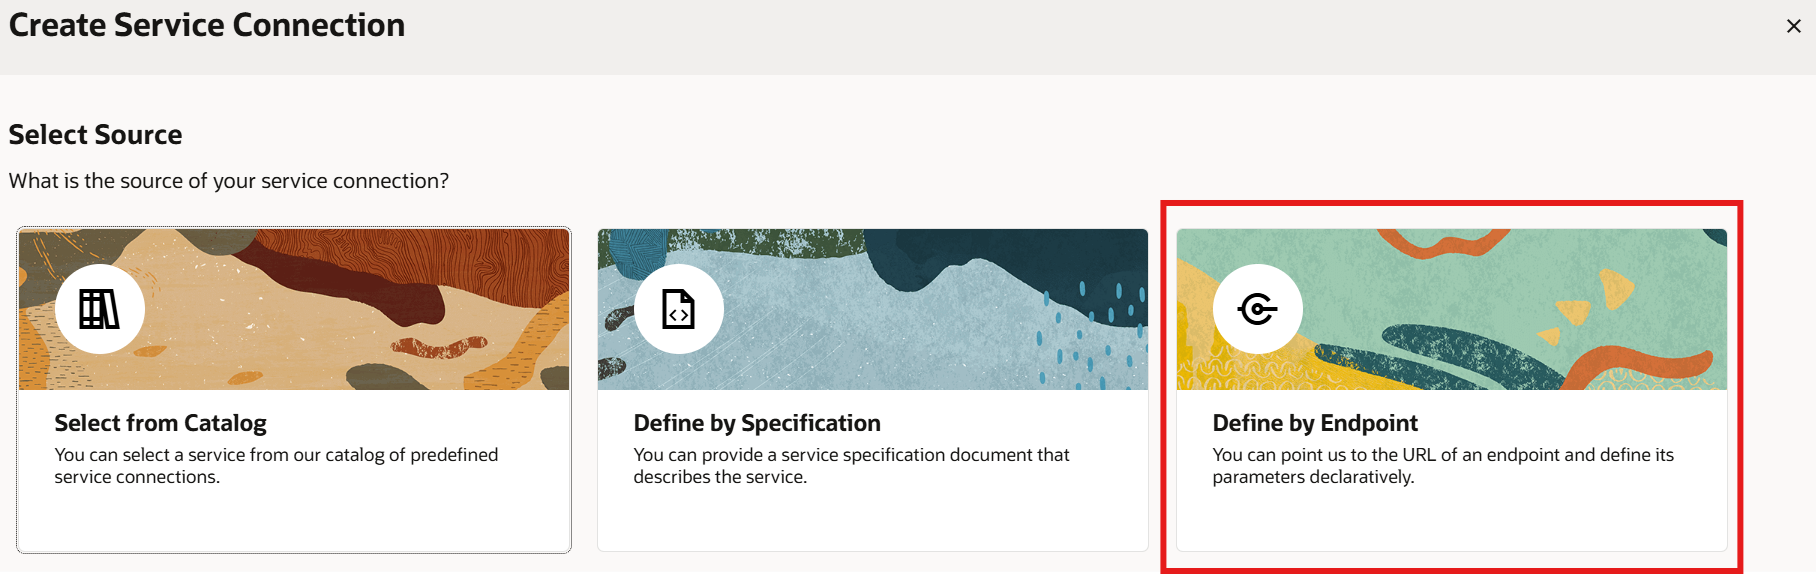 Create Service Connection
Select Source
What is the source of your service connection?
Select from Catalog
You can select a service from our catalog of predefined
service connections.
Define by Specification
You can provide a service specification document that
describes the service.
Define by Endpoint
You can point us to the URL of an endpoint and define its
parameters declaratively.